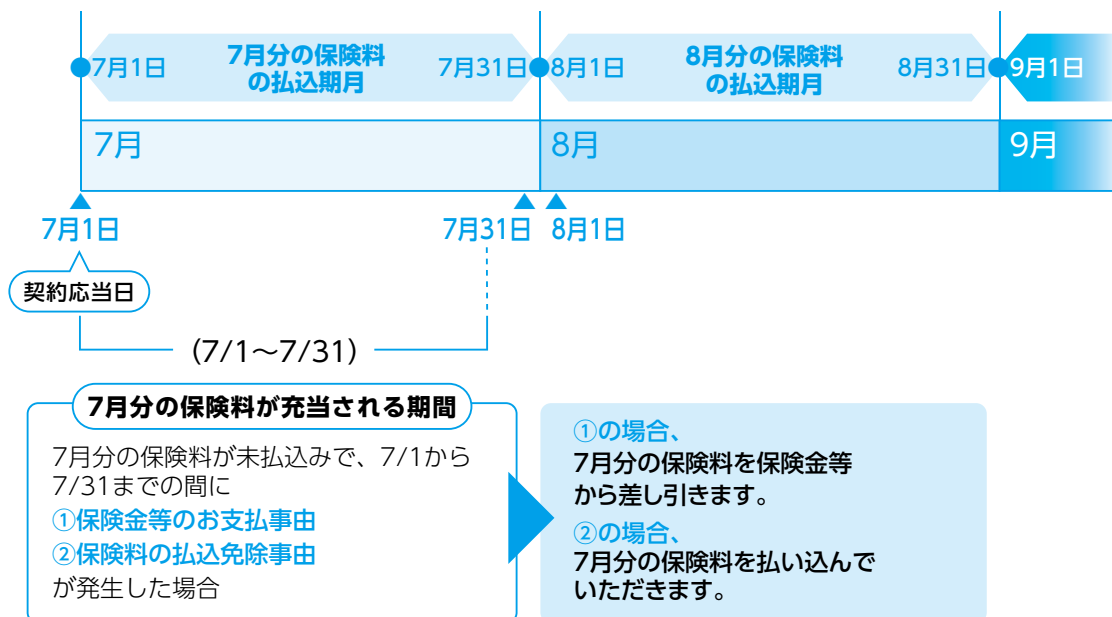 7月1日
7月分の保険料
の払込期月
7月31日
8月1日
8月分の保険料
の払込期月
8月31日
9月1日
7月
8月
9月
7月1日
7月31日
8月1日
契約応当日
(7/1~7/31)
7月分の保険料が充当される期間
7月分の保険料が未払込みで、7/1から
7/31までの間に
①保険金等のお支払事由
②保険料の払込免除事由
が発生した場合
①の場合、
7月分の保険料を保険金等
から差し引きます。
②の場合、
7月分の保険料を払い込んで
いただきます。